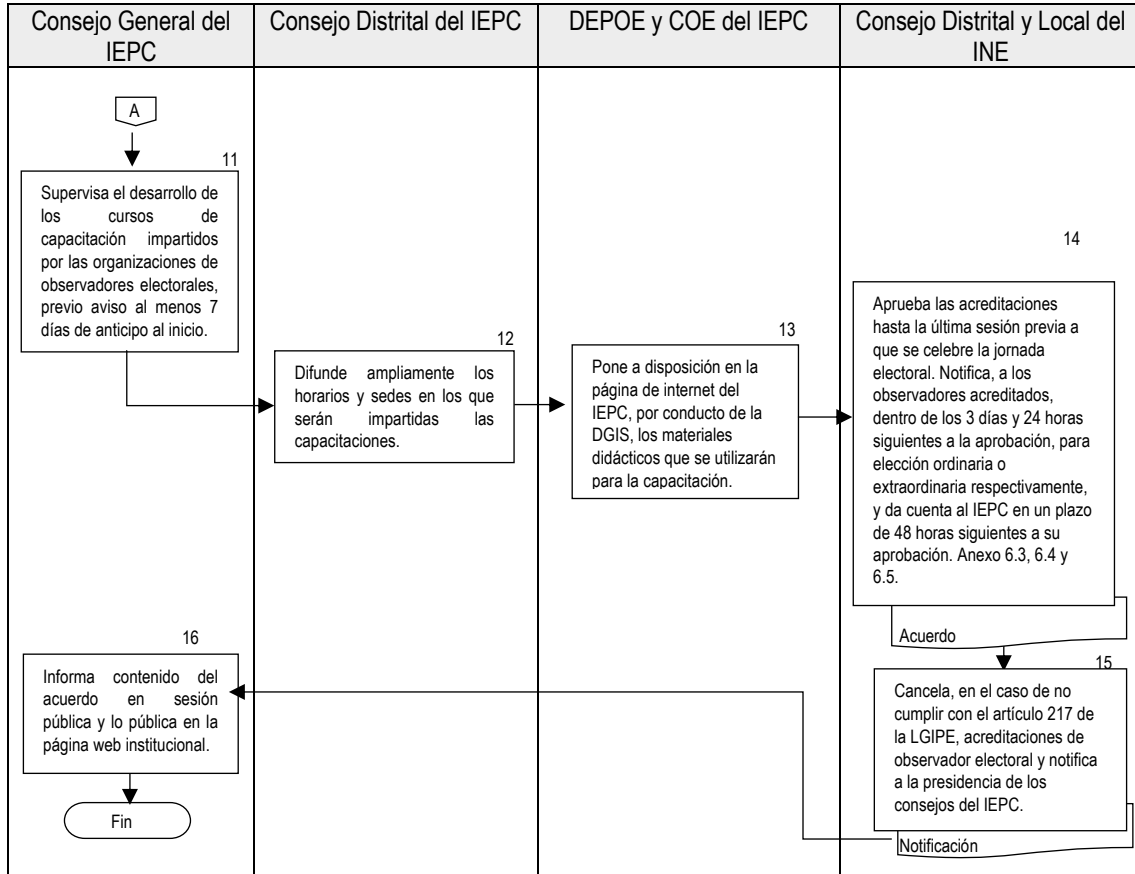 Consejo General del
IEPC
Consejo Distrital del IEPC
DEPOE y COE del IEPC
Consejo Distrital y Local del
INE
A
11
Supervisa el desarrollo de
los cursos de
capacitación impartidos
por las organizaciones de
observadores electorales,
previo aviso al menos 7
días de anticipo al inicio.
12
Difunde ampliamente los
horarios y sedes en los que
serán impartidas las
capacitaciones.
13
Pone a disposición en la
página de internet del
IEPC, por conducto de la
DGIS, los materiales
didácticos que se utilizarán
para la capacitación.
14
Aprueba las acreditaciones
hasta la última sesión previa a
que se celebre la jornada
electoral. Notifica, a los
observadores acreditados,
dentro de los 3 días y 24 horas
siguientes a la aprobación, para
elección ordinaria o
extraordinaria respectivamente,
y da cuenta al IEPC en un plazo
de 48 horas siguientes a su
aprobación. Anexo 6.3, 6.4 y
6.5.
Acuerdo
15
Cancela, en el caso de no
cumplir con el artículo 217 de
la LGIPE, acreditaciones de
observador electoral y notifica
a la presidencia de los
consejos del IEPC.
Notificación
16
Informa contenido del
acuerdo en sesión
pública y lo pública en la
página web institucional.
Fin